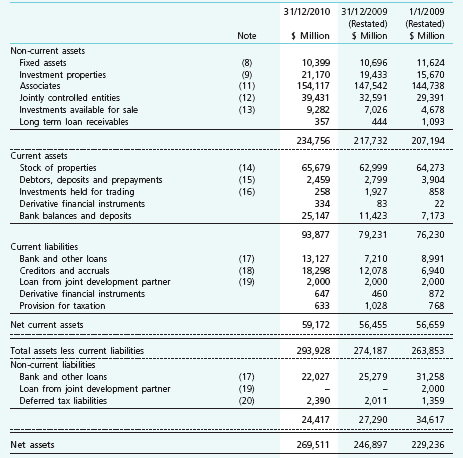 31/12/2010 31/12/2009 1/1/2009
(Restated) (Restated)
Note $ Million $ Million $ Million
Non-current assets
Fixed assets (8) 10,399 10,696 11,624
Investment properties (9) 21,170 19,433 15,670
Associates (11) 154,117 147,542 144,738
Jointly controlled entities (12) 39,431 32,591 29,391
Investments available for sale (13) 9,282 7,026 4,678
Long term loan receivables 357 444 1,093
234,756 217,732 207,194
Current assets
Stock of properties (14) 65,679 62,999 64,273
Debtors, deposits and prepayments (15) 2,459 2,799 3,904
Investments held for trading (16) 258 1,927 858
Derivative financial instruments 334 83 22
Bank balances and deposits 25,147 11,423 7,173
93,877 79,231 76,230
Current liabilities
Bank and other loans (17) 13,127 7,210 8,991
Creditors and accruals (18) 18,298 12,078 6,940
Loan from joint development partner (19) 2,000 2,000 2,000
Derivative financial instruments 647 460 872
Provision for taxation 633 1,028 768
Net current assets 59,172 56,455 56,659
Total assets less current liabilities 293,928 274,187 263,853
Non-current liabilities
Bank and other loans (17) 22,027 25,279 31,258
Loan from joint development partner (19) – – 2,000
Deferred tax liabilities (20) 2,390 2,011 1,359
24,417 27,290 34,617
Net assets 269,511 246,897 229,236